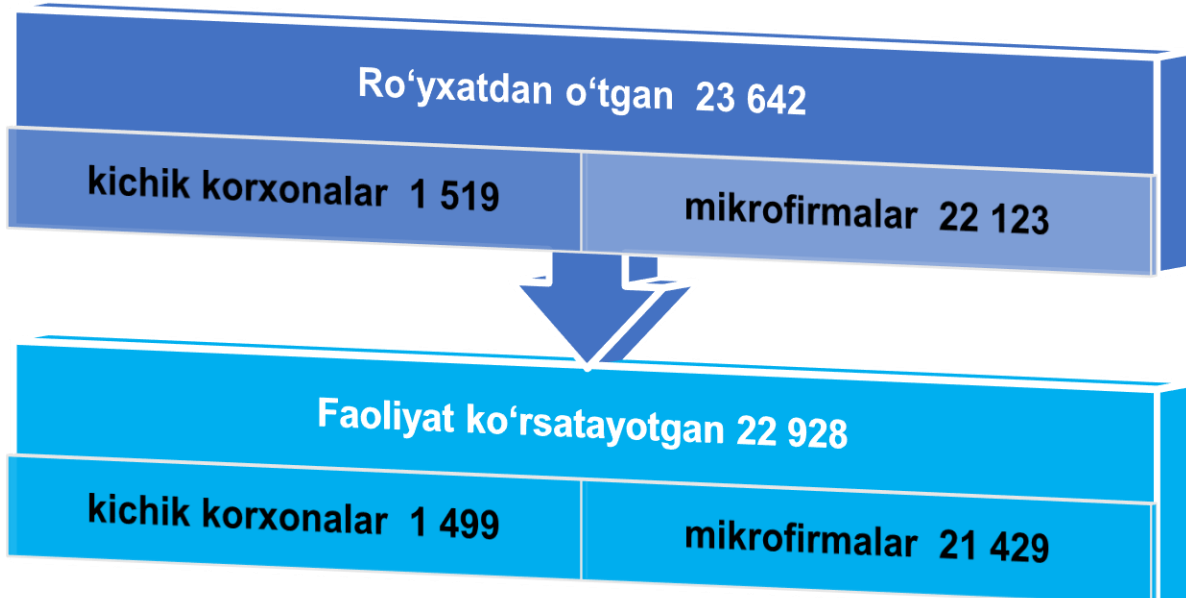 Ro‘yxatdan o‘tgan 23 642
kichik korxonalar 1 519
mikrofirmalar 22 123
Faoliyat ko‘rsatayotgan 22 928
kichik korxonalar 1 499
mikrofirmalar 21 429